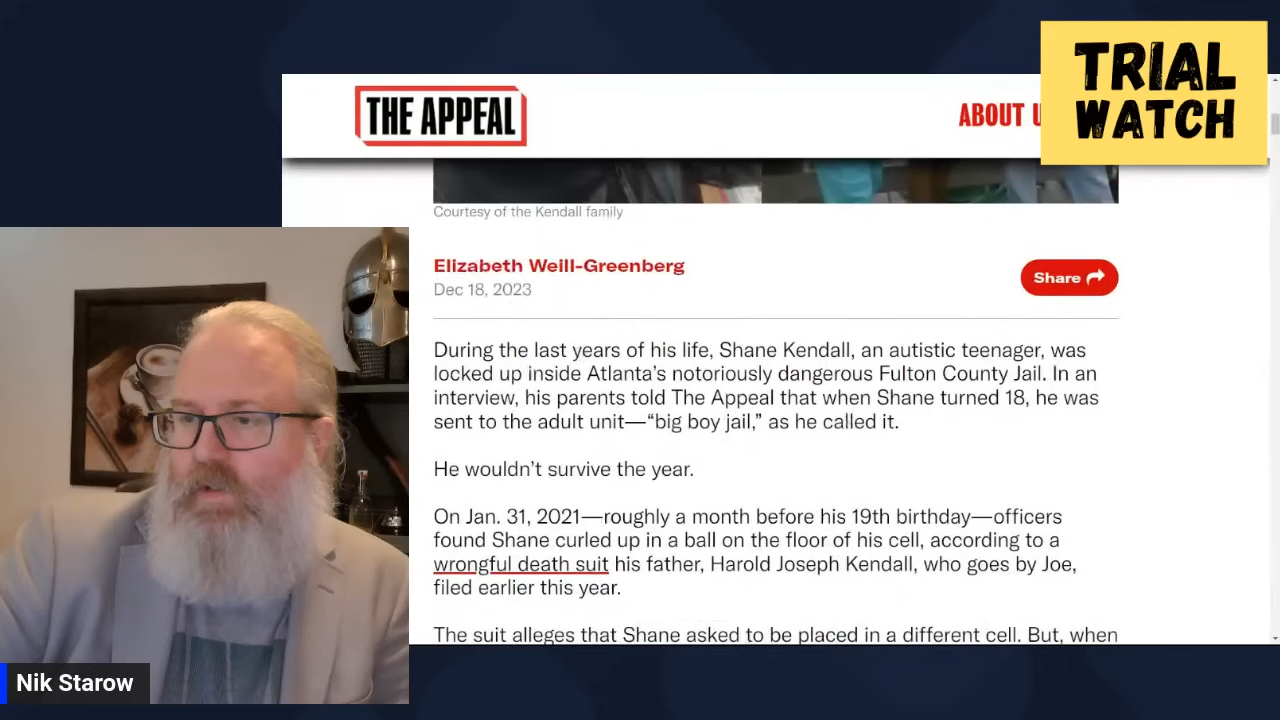 TRIAL
WATCH
THE APPEAL
ABOUT U
Courtesy of the Kendall family
Elizabeth Weill-Greenberg
Dec 18, 2023
Share
During the last years of his life, Shane Kendall, an autistic teenager, was
locked up inside Atlanta’s notoriously dangerous Fulton County Jail. In an
interview, his parents told The Appeal that when Shane turned 18, he was
sent to the adult unit—“big boy jail,” as he called it.
He wouldn’t survive the year.
On Jan. 31, 2021—roughly a month before his 19th birthday—officers
found Shane curled up in a ball on the floor of his cell, according to a
wrongful death suit his father, Harold Joseph Kendall, who goes by Joe,
filed earlier this year.
The suit alleges that Shane asked to be placed in a different cell. But, when
Nik Starow